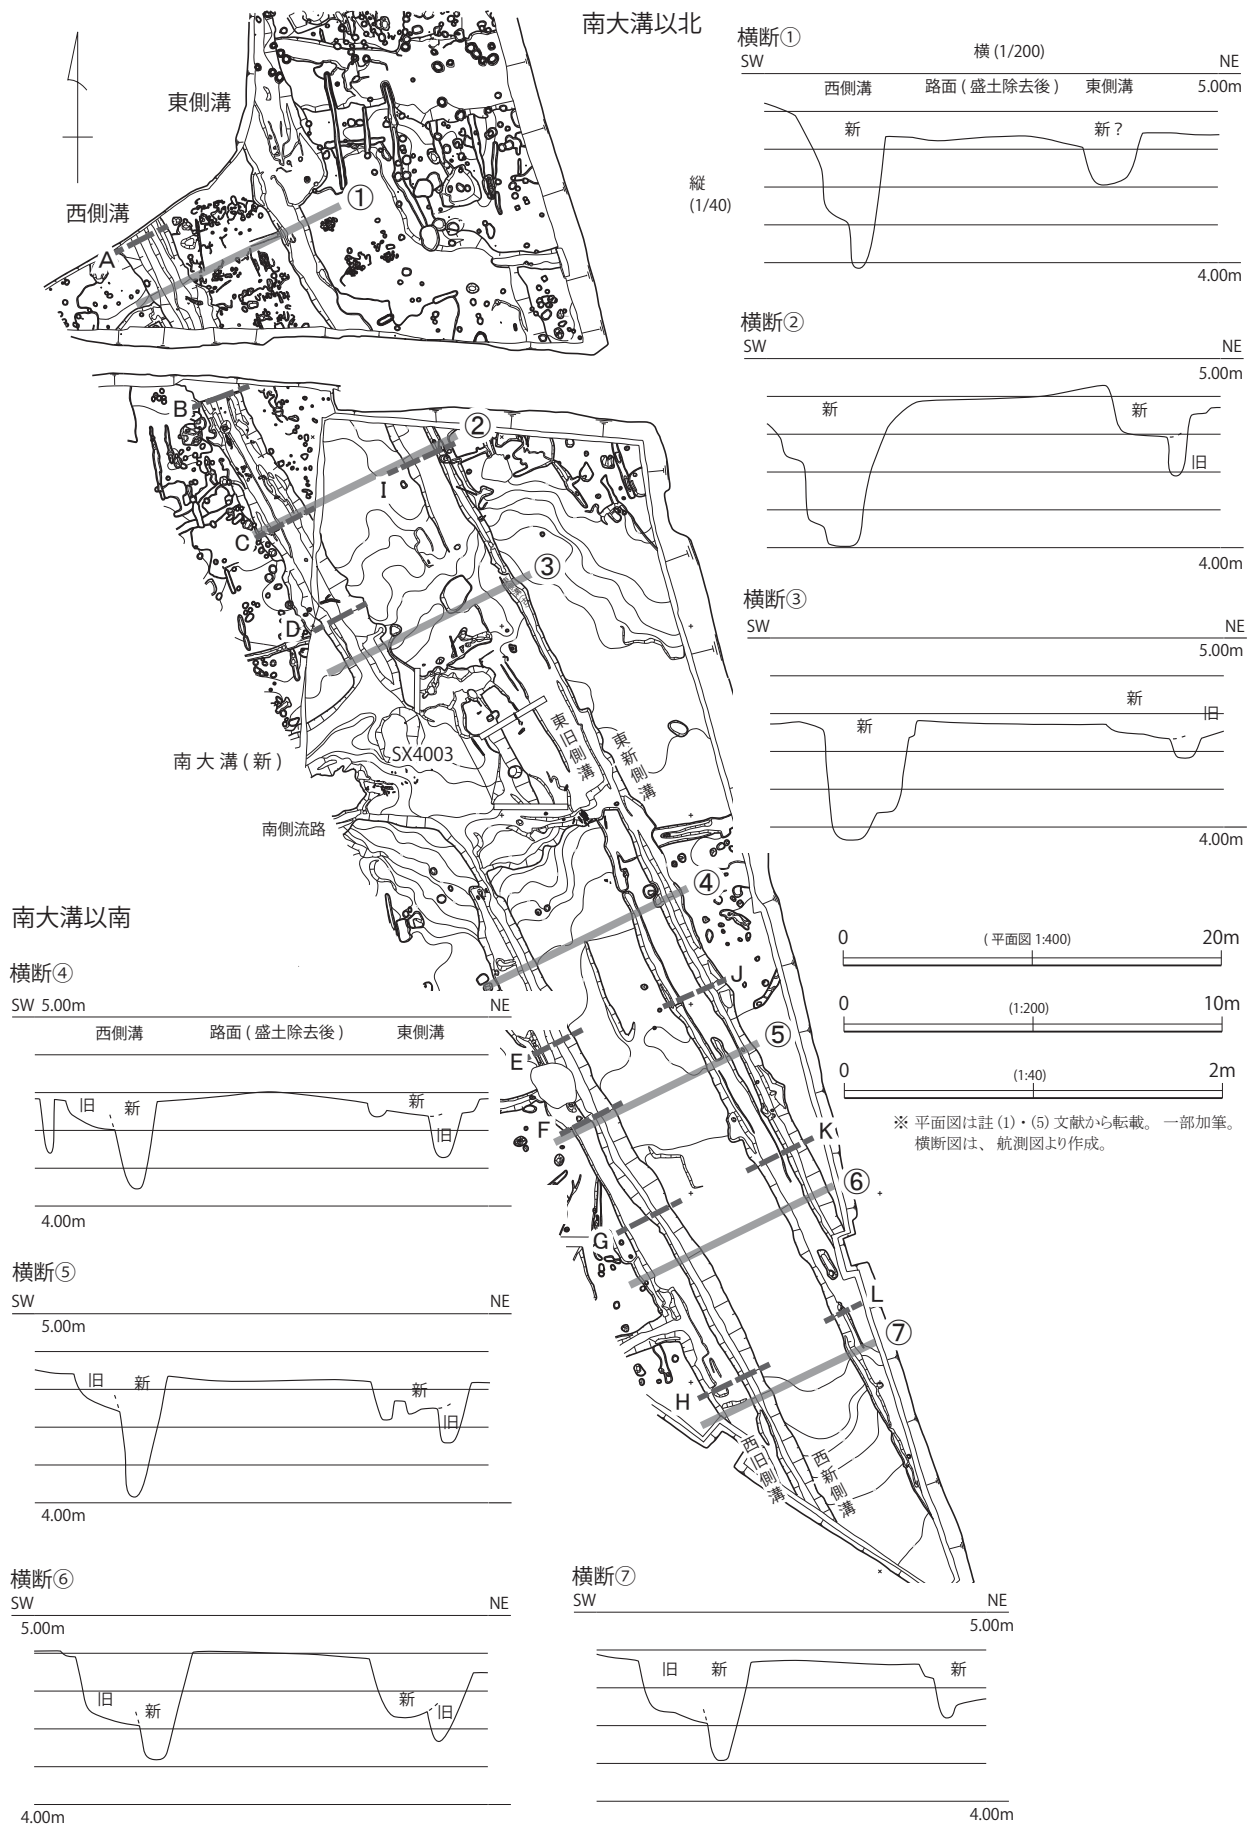 南大溝以北
横断①
SW
NE
横 (1/200)
西側溝
路面 ( 盛土除去後 )
東側溝
5.00m
新
新 ?
縦
(1/40)
4.00m
東側溝
西側溝
①
A
横断②
SW
NE
5.00m
新
新
旧
4.00m
B
②
I
C
③
D
横断③
SW
NE
5.00m
新
新
旧
4.00m
東旧側溝
東新側溝
SX4003
南 大 溝 ( 新 )
南側流路
④
J
⑤
E
F
K
⑥
G
L
⑦
H
西旧側溝
西新側溝
0
( 平面図 1:400)
20m
0
(1:200)
10m
0
(1:40)
2m
※ 平面図は註 (1)・(5) 文献から転載。 一部加筆。
横断図は、 航測図より作成。
南大溝以南
横断④
SW 5.00m
NE
西側溝
路面 ( 盛土除去後 )
東側溝
旧
新
新
旧
4.00m
横断⑤
SW
NE
5.00m
旧
新
新
旧
4.00m
横断⑥
SW
NE
5.00m
旧
新
新
旧
4.00m
横断⑦
SW
NE
5.00m
旧
新
新
4.00m